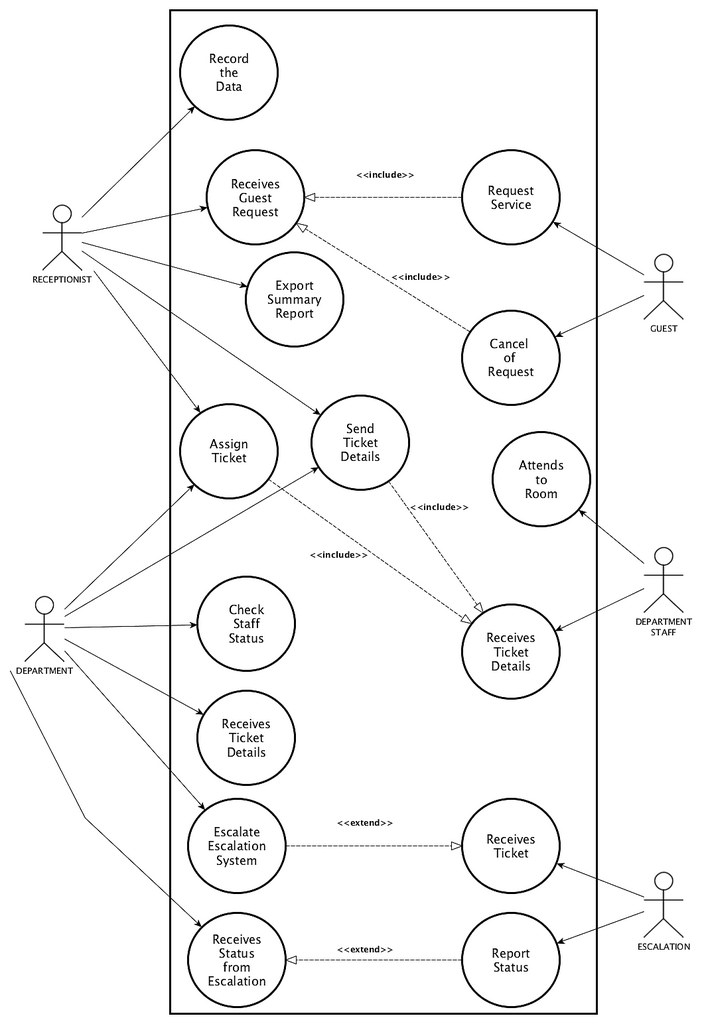 Record
the
Data
Receives
Guest
Request
<<include>>
Request
Service
RECEPTIONIST
Export
Summary
Report
<<include>>
GUEST
Cancel
of
Request
Assign
Ticket
Send
Ticket
Details
Attends
to
Room
<<include>>
<<include>>
DEPARTMENT
STAFF
Check
Staff
Status
Receives
Ticket
Details
DEPARTMENT
Receives
Ticket
Details
Escalate
Escalation
System
<<extend>>
Receives
Ticket
Receives
Status
from
Escalation
<<extend>>
Report
Status
ESCALATION